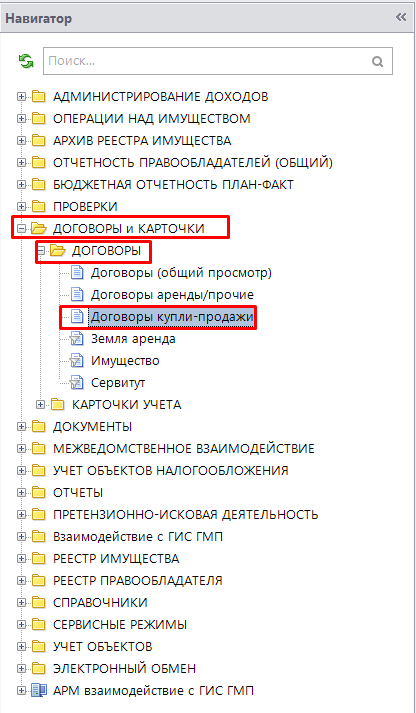 Навигатор
Поиск...
АДМИНИСТРИРОВАНИЕ ДОХОДОВ
ОПЕРАЦИИ НАД ИМУЩЕСТВОМ
АРХИВ РЕЕСТРА ИМУЩЕСТВА
ОТЧЕТНОСТЬ ПРАВООБЛАДАТЕЛЕЙ (ОБЩИЙ)
БЮДЖЕТНАЯ ОТЧЕТНОСТЬ ПЛАН-ФАКТ
ПРОВЕРКИ
ДОГОВОРЫ и КАРТОЧКИ
ДОГОВОРЫ
Договоры (общий просмотр)
Договоры аренды/прочие
Договоры купли-продажи
Земля аренда
Имущество
Сервитут
КАРТОЧКИ УЧЕТА
ДОКУМЕНТЫ
МЕЖВЕДОМСТВЕННОЕ ВЗАИМОДЕЙСТВИЕ
УЧЕТ ОБЪЕКТОВ НАЛОГООБЛОЖЕНИЯ
ОТЧЕТЫ
ПРЕТЕНЗИОННО-ИСКОВАЯ ДЕЯТЕЛЬНОСТЬ
Взаимодействие с ГИС ГМП
РЕЕСТР ИМУЩЕСТВА
РЕЕСТР ПРАВООБЛАДАТЕЛЯ
СПРАВОЧНИКИ
СЕРВИСНЫЕ РЕЖИМЫ
УЧЕТ ОБЪЕКТОВ
ЭЛЕКТРОННЫЙ ОБМЕН
АРМ взаимодействие с ГИС ГМП